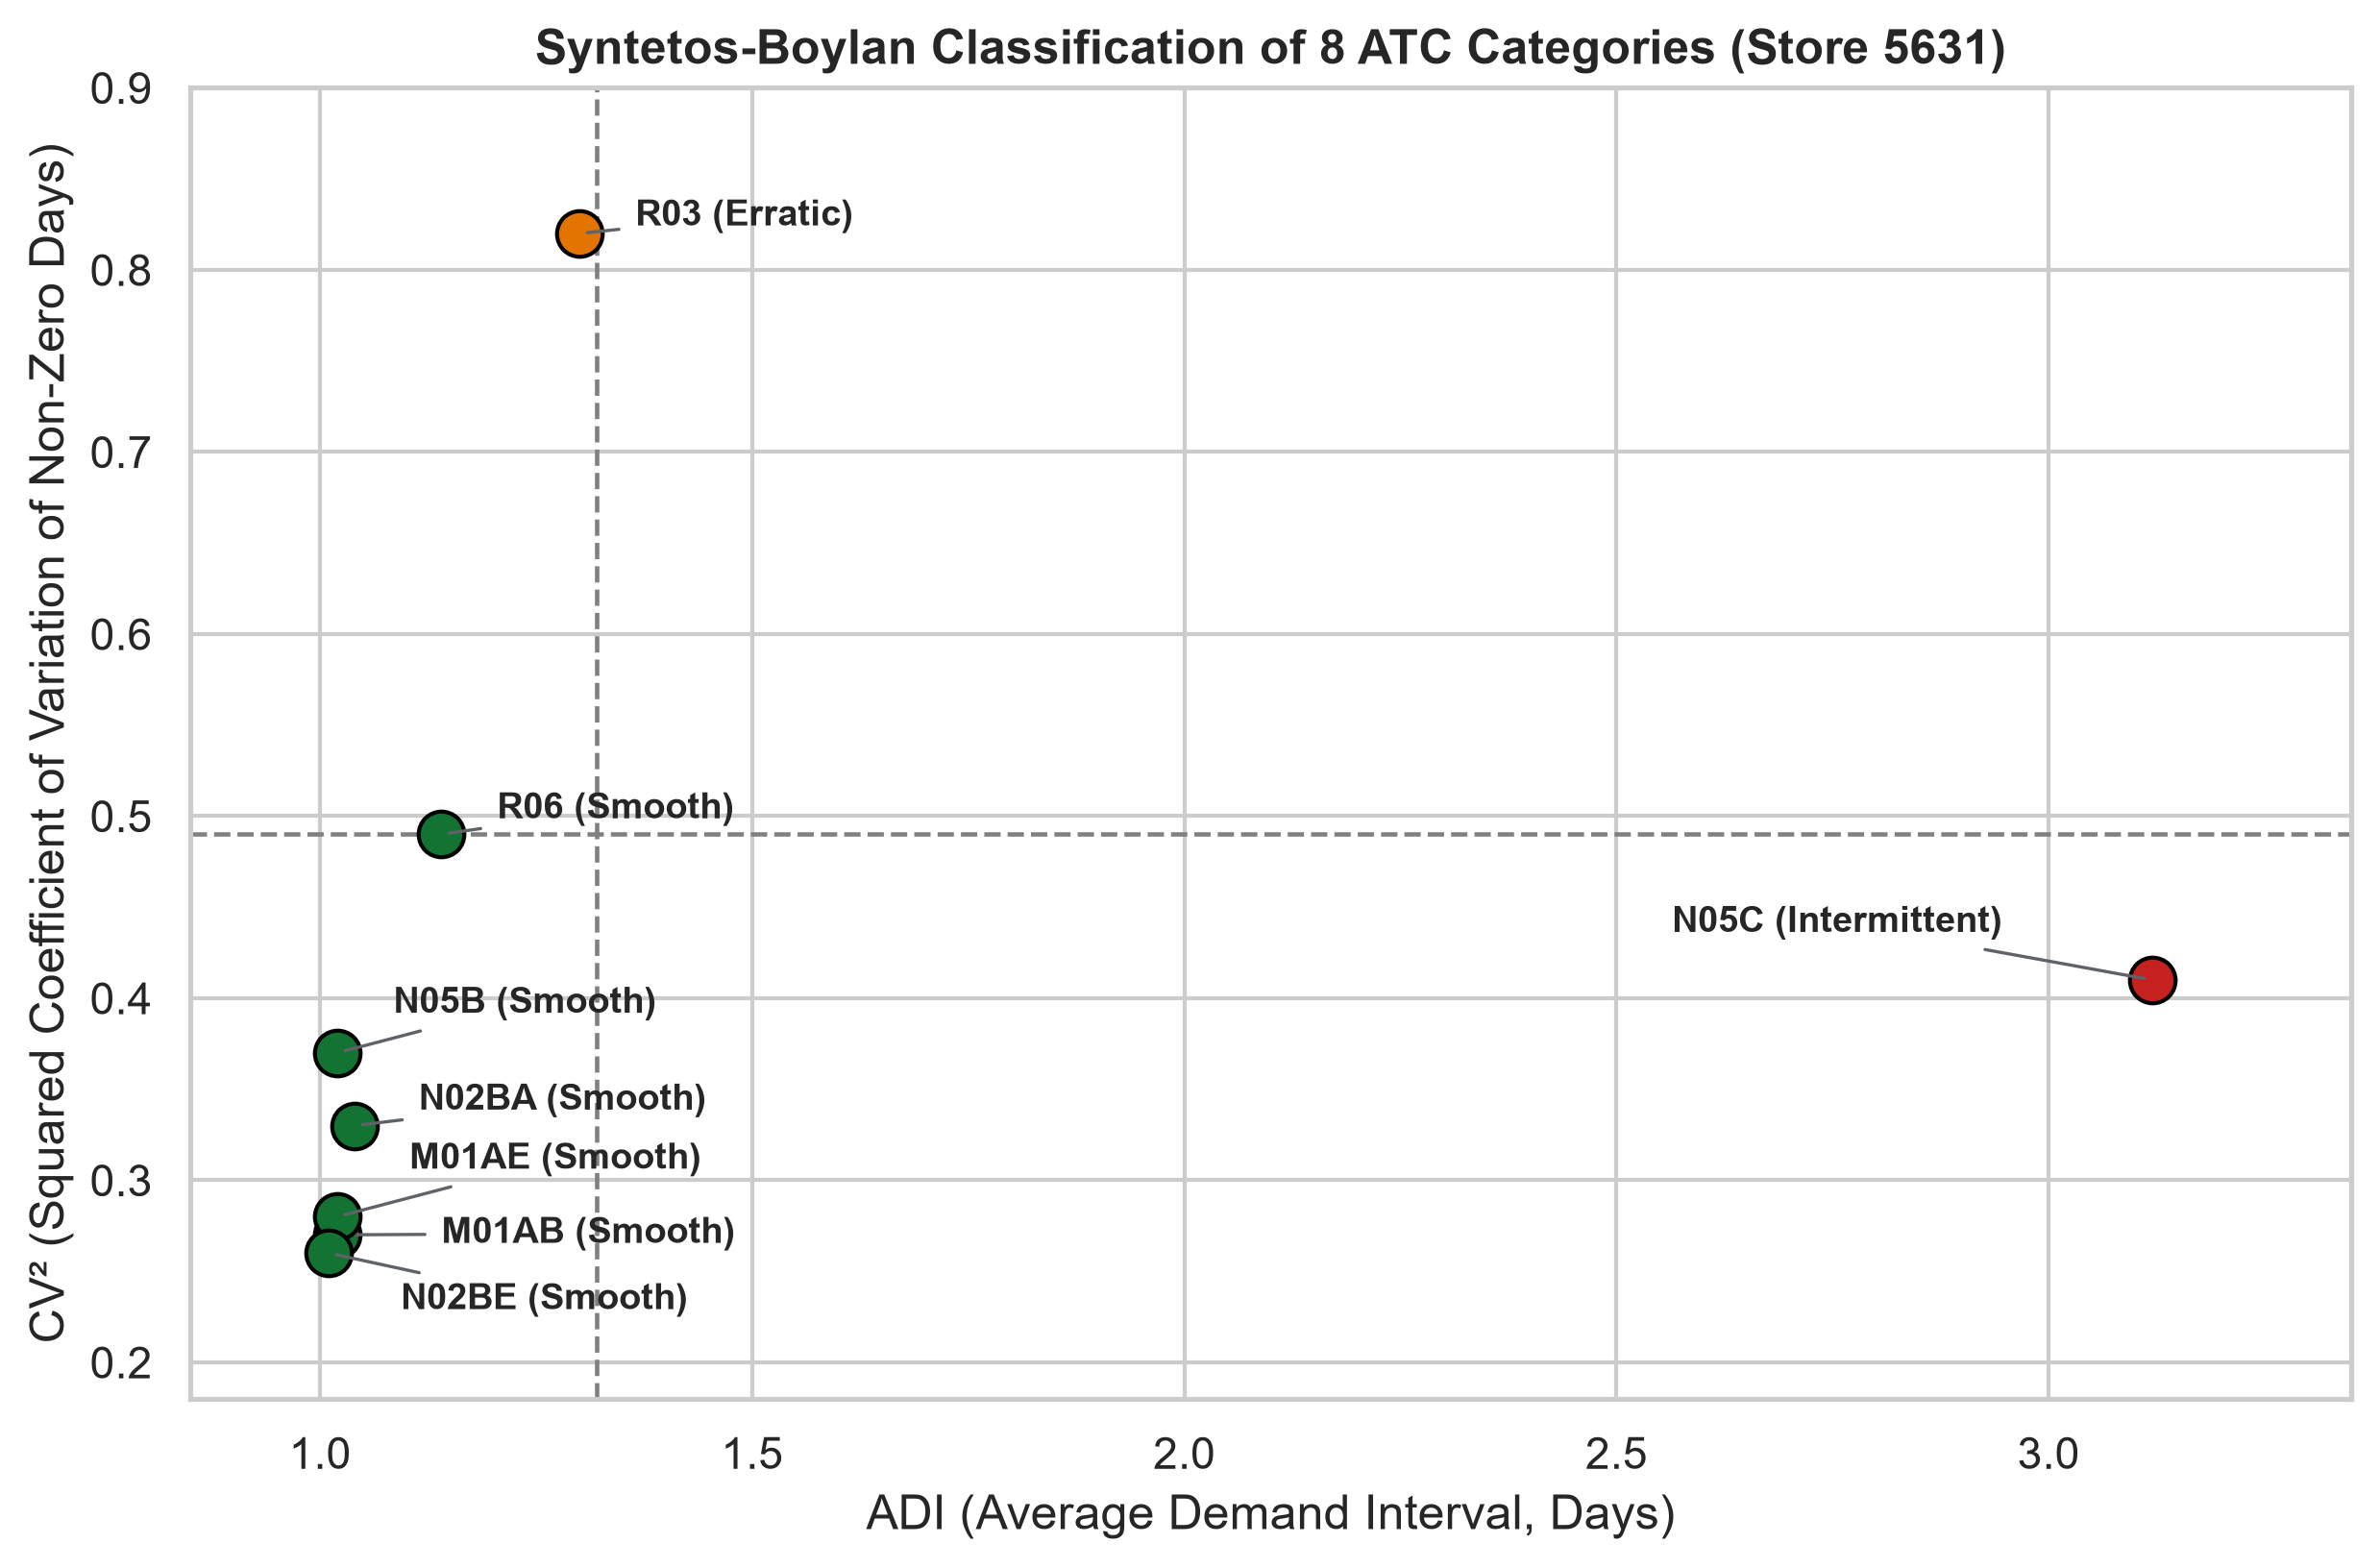 Syntetos-Boylan Classification of 8 ATC Categories (Store 5631)
CV² (Squared Coefficient of Variation of Non-Zero Days)
0.9
0.8
0.7
0.6
0.5
0.4
0.3
0.2
R03 (Erratic)
R06 (Smooth)
N05C (Intermittent)
N05B (Smooth)
N02BA (Smooth)
M01AE (Smooth)
M01AB (Smooth)
N02BE (Smooth)
1.0 1.5 2.0 2.5 3.0
ADI (Average Demand Interval, Days)